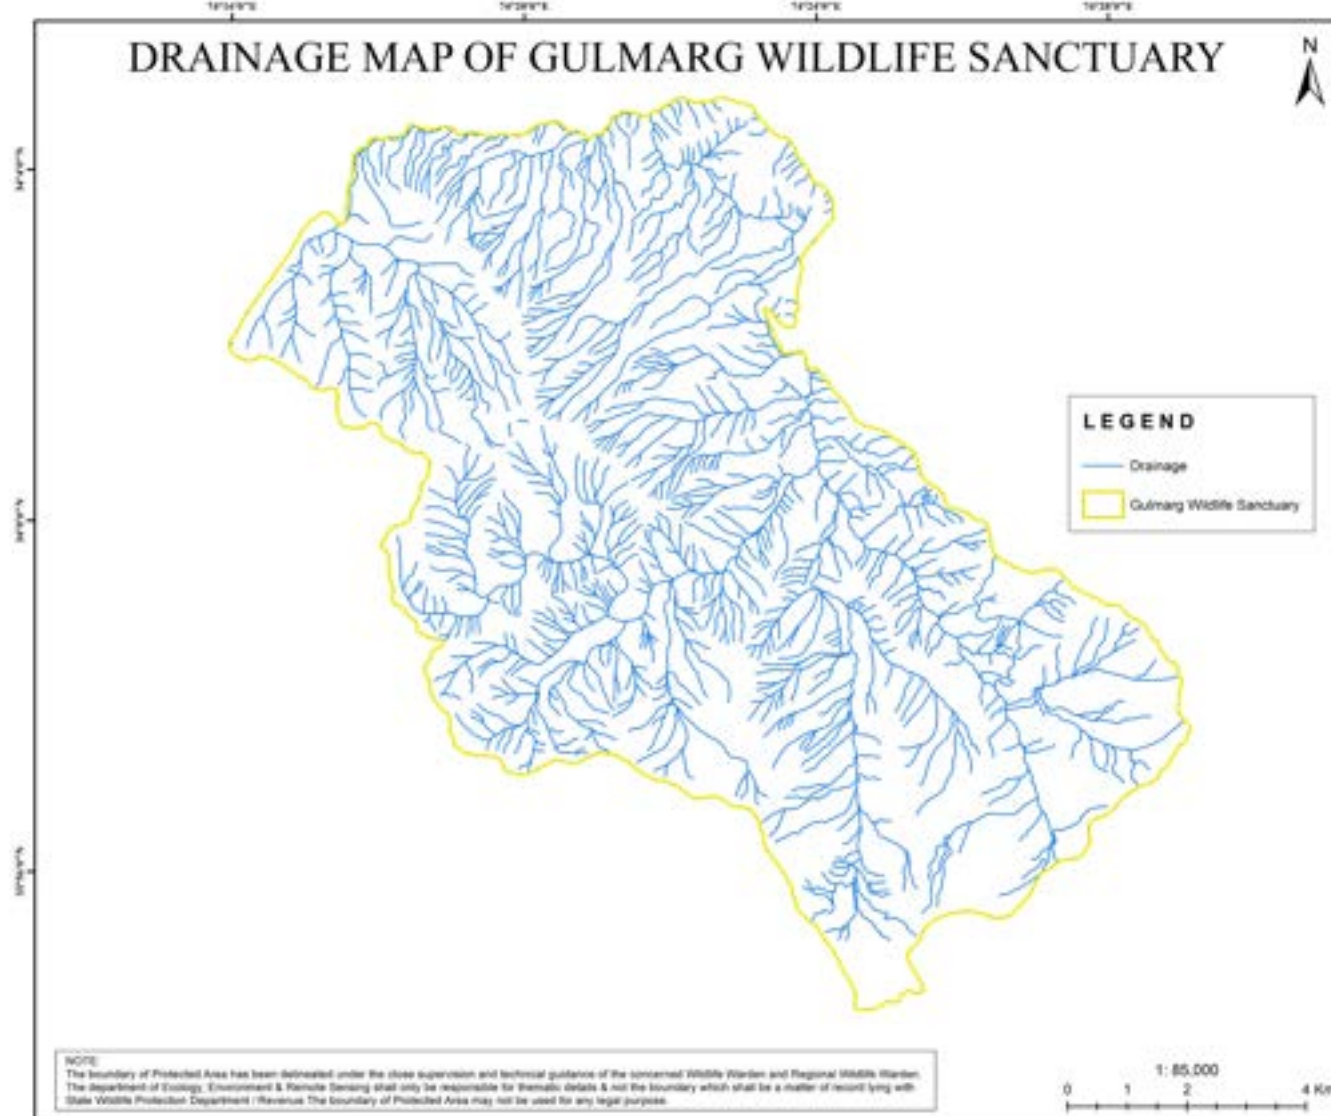 DRAINAGE MAP OF GULMARG WILDLIFE SANCTUARY
N
LEGEND
Drainage
Gulmarg Wildlife Sanctuary
NOTE:
The boundary of Protected Area has been delineated under the close supervision and technical guidance of the concerned Wildlife Warden and Regional Wildlife Warden.
The department of Ecology, Environment & Remote Sensing shall only be responsible for thematic details & not the boundary which shall be a matter of record lying with
State Wildlife Protection Department / Revenue The boundary of Protected Area may not be used for any legal purpose.
1: 85,000
0 1 2 4 Km